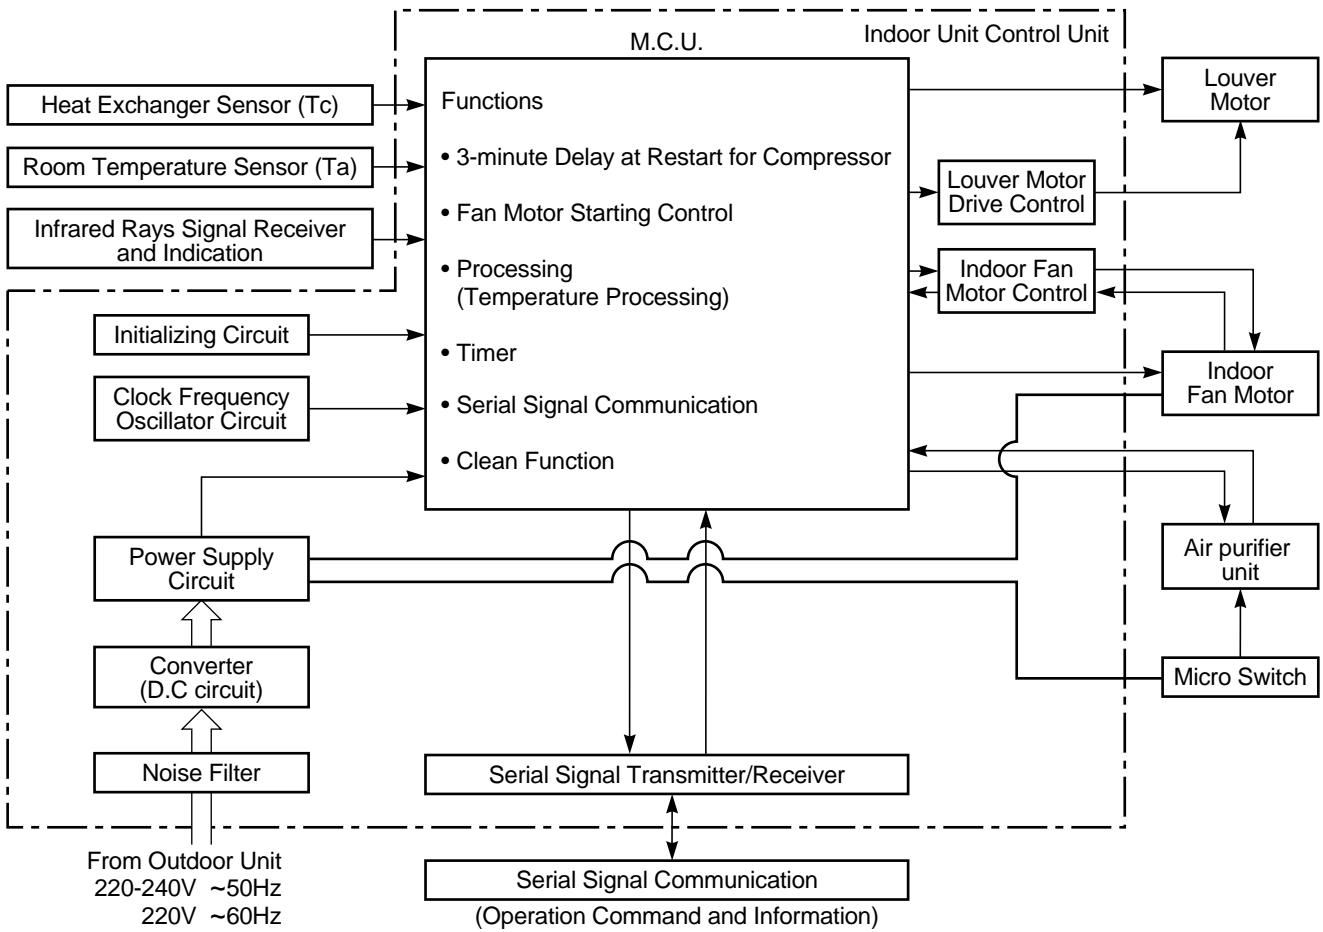 M.C.U.
Indoor Unit Control Unit
Heat Exchanger Sensor (Tc)
Room Temperature Sensor (Ta)
Infrared Rays Signal Receiver
and Indication
Initializing Circuit
Clock Frequency
Oscillator Circuit
Power Supply
Circuit
Converter
(D.C circuit)
Noise Filter
From Outdoor Unit
220-240V ~50Hz
220V ~60Hz
Functions
• 3-minute Delay at Restart for Compressor
• Fan Motor Starting Control
• Processing
(Temperature Processing)
• Timer
• Serial Signal Communication
• Clean Function
Serial Signal Transmitter/Receiver
Serial Signal Communication
(Operation Command and Information)
Louver
Motor
Louver Motor
Drive Control
Indoor Fan
Motor Control
Indoor
Fan Motor
Air purifier
unit
Micro Switch